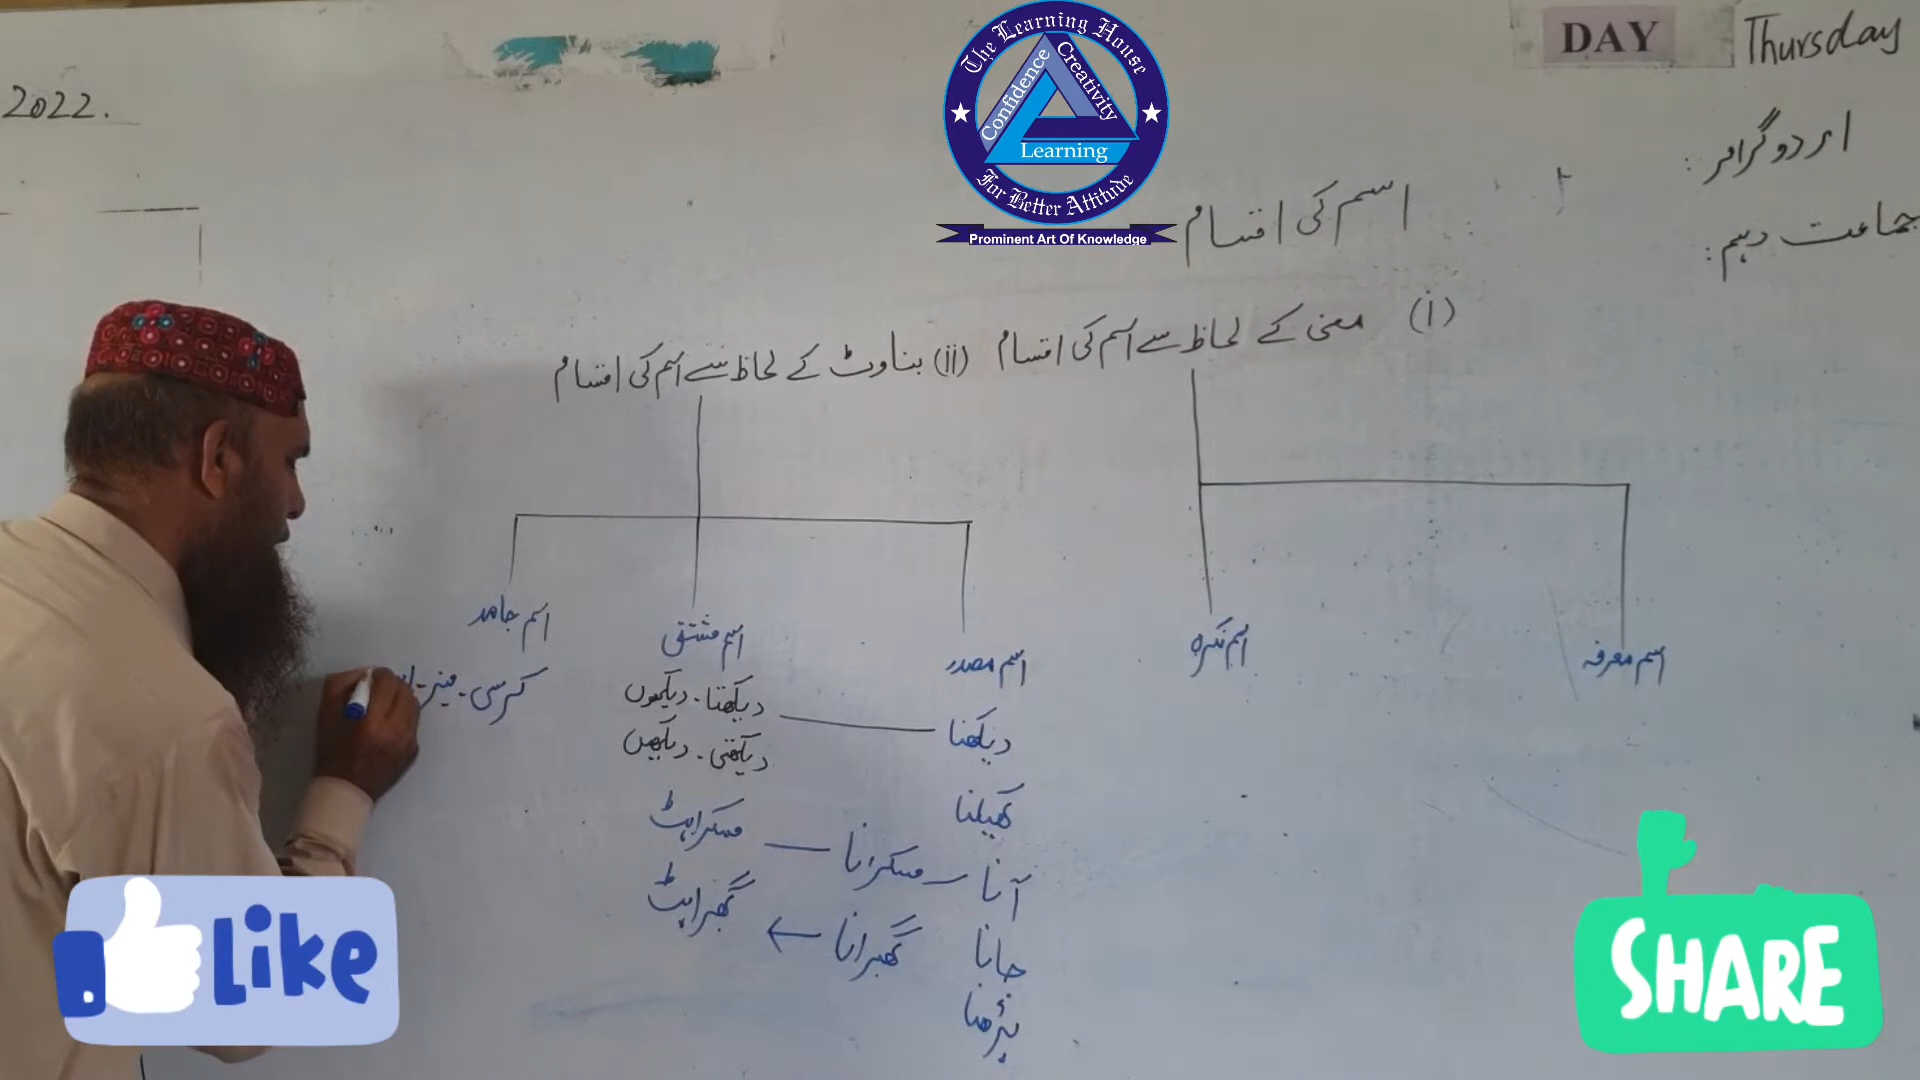 The Learning House
Confidence
Creativity
Learning
For Better Attitude
Prominent Art Of Knowledge
DAY Thursday
2022.
اردو گرامر :
جماعت دہم :
اسم کی اقسام
(i) معنی کے لحاظ سے اسم کی اقسام (ii) بناوٹ کے لحاظ سے اسم کی اقسام
اسم معرفہ
اسم نکرہ
اسم مصدر
اسم مشتق
اسم جامد
دیکھنا
دیکھتا - دیکھوں
دیکھتی - دیکھیں
کرسی - میز -
کھیلنا
آنا - مسکرانا
مسکراہٹ
جانا
گھبرانا
گھبراہٹ
پڑھنا
Like
SHARE